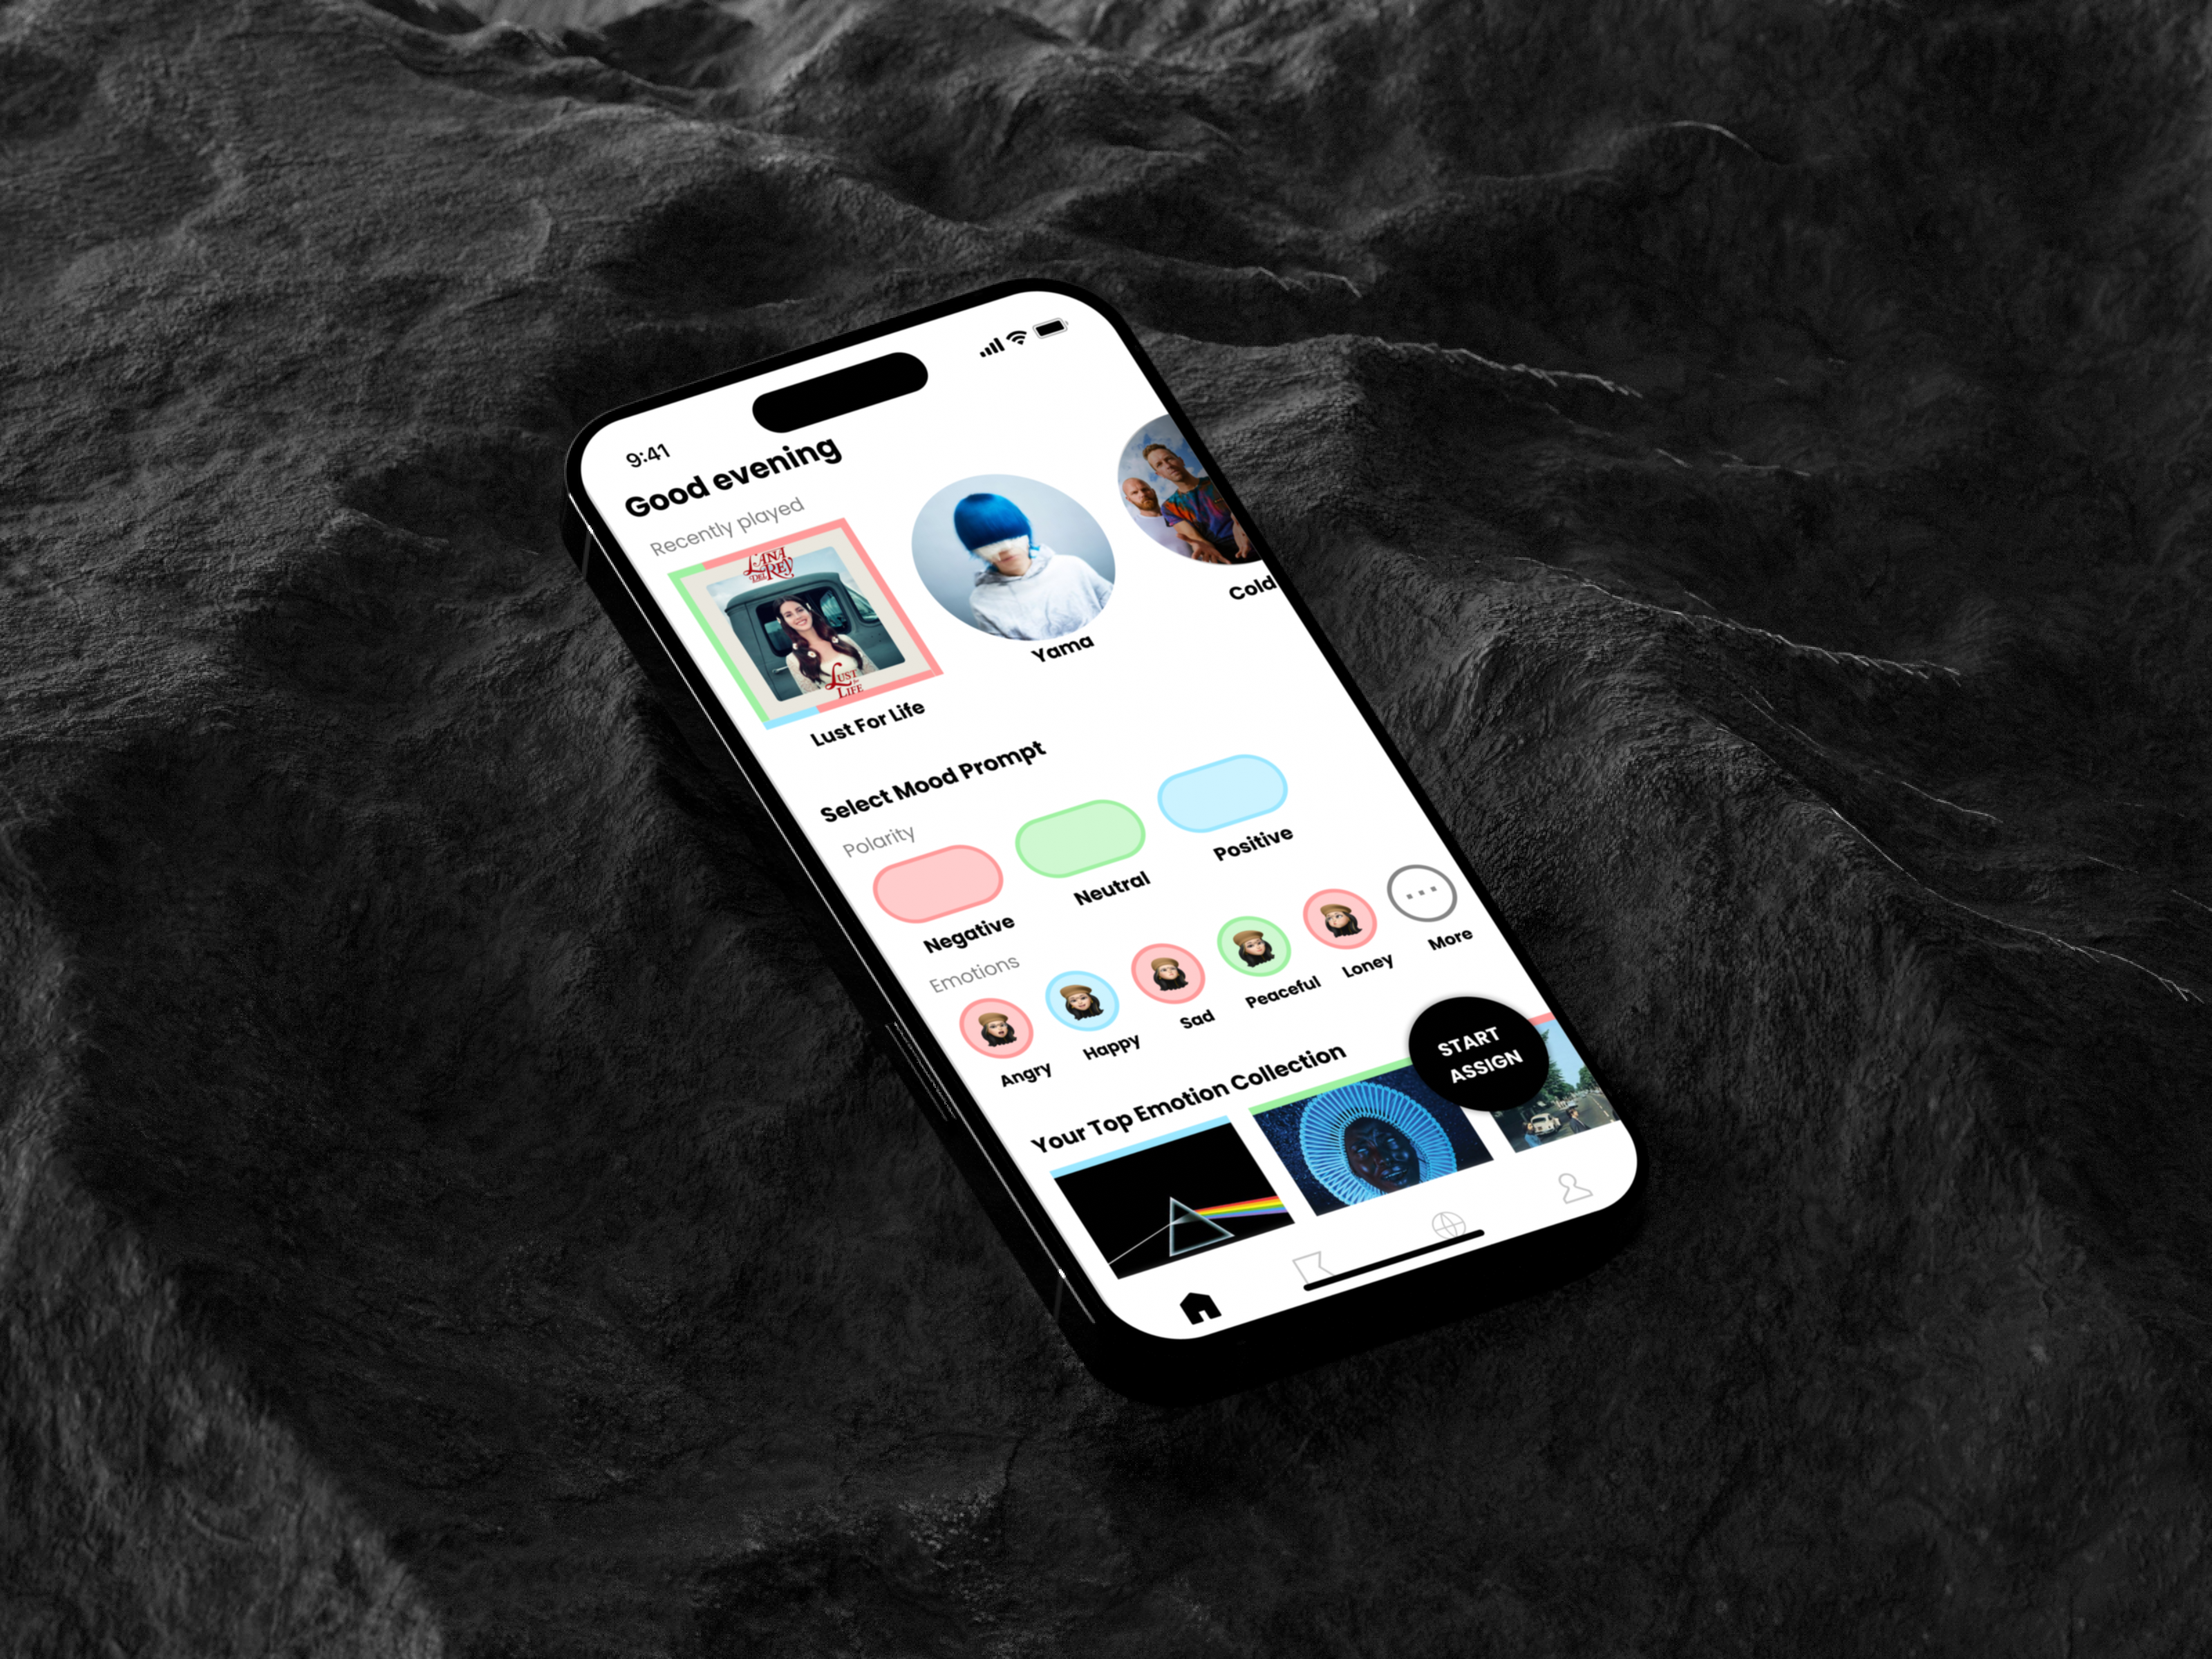 9:41
Good evening
Recently played
LANA
DEL REY
LUST
for
LIFE
Lust For Life
Yama
Cold
Select Mood Prompt
Polarity
Negative
Neutral
Positive
Emotions
Angry
Happy
Sad
Peaceful
Loney
More
Your Top Emotion Collection
START
ASSIGN